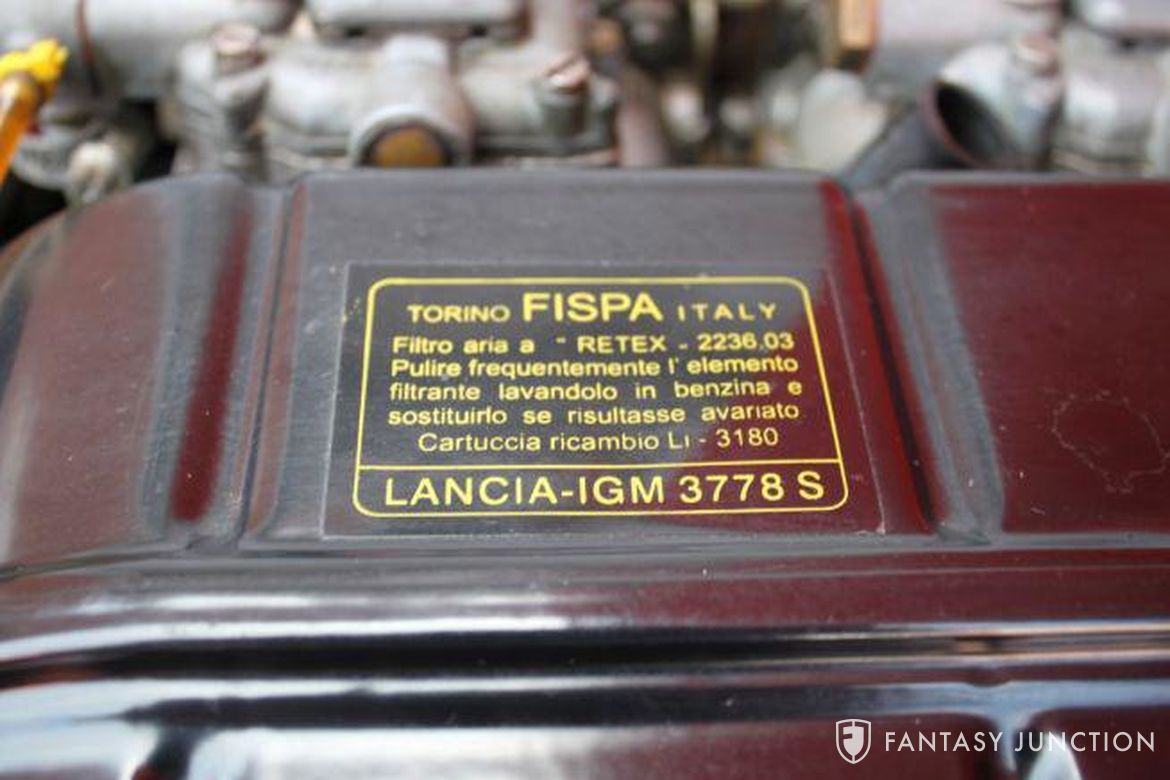 TORINO FISPA ITALY
Filtro aria a " RETEX - 2236,03
Pulire frequentemente l' elemento
filtrante lavandolo in benzina e
sostituirlo se risultasse avariato
Cartuccia ricambio Li - 3180
LANCIA-IGM 3778 S
FANTASY JUNCTION